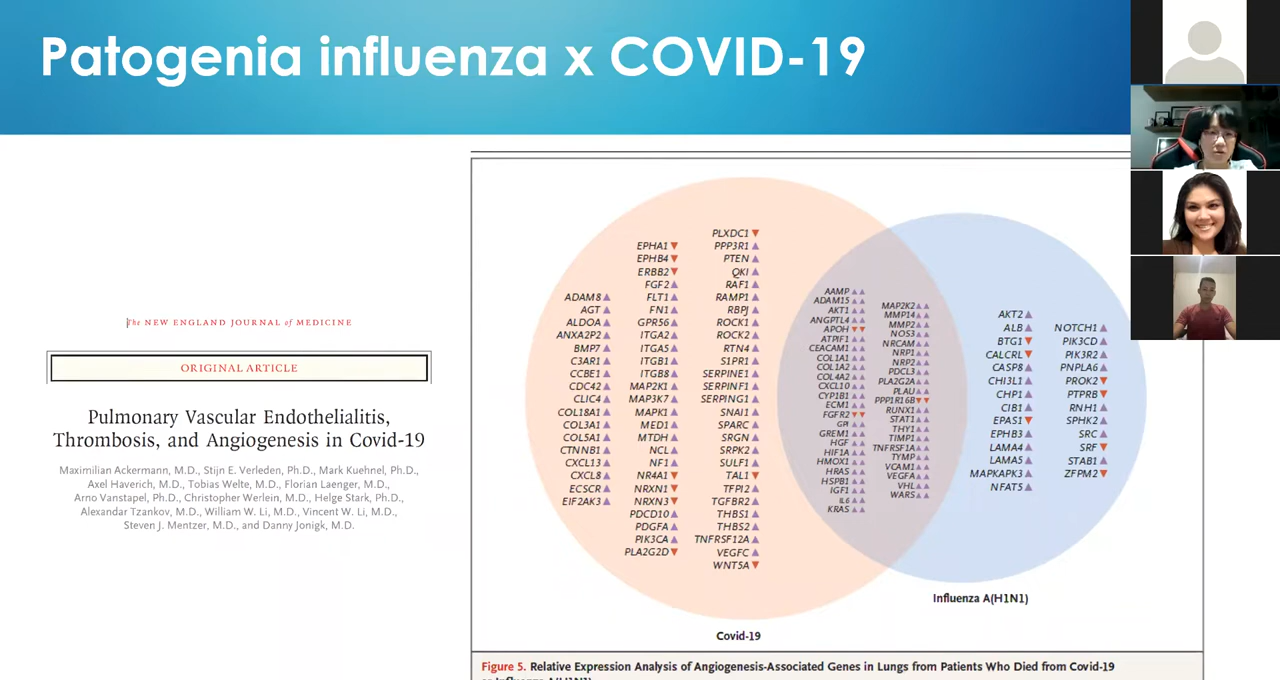 Patogenia influenza x COVID-19
The NEW ENGLAND JOURNAL of MEDICINE
ORIGINAL ARTICLE
Pulmonary Vascular Endothelialitis,
Thrombosis, and Angiogenesis in Covid-19
Maximilian Ackermann, M.D., Stijn E. Verleden, Ph.D., Mark Kuehnel, Ph.D.,
Axel Haverich, M.D., Tobias Welte, M.D., Florian Laenger, M.D.,
Arno Vanstapel, Ph.D., Christopher Werlein, M.D., Helge Stark, Ph.D.,
Alexandar Tzankov, M.D., William W. Li, M.D., Vincent W. Li, M.D.,
Steven J. Mentzer, M.D., and Danny Jonigk, M.D.
ADAM8 ▲
AGT ▲
ALDOA ▲
ANXA2P2 ▲
BMP7 ▲
C3AR1 ▲
CCBE1 ▲
CDC42 ▲
CLIC4 ▲
COL18A1 ▲
COL3A1 ▲
COL5A1 ▲
CTNNB1 ▲
CXCL13 ▲
CXCL8 ▲
ECSCR ▲
EIF2AK3 ▲
EPHA1 ▼
EPHB4 ▼
ERBB2 ▼
FGF2 ▲
FLT1 ▲
FN1 ▲
GPR56 ▲
ITGA2 ▲
ITGA5 ▲
ITGB1 ▲
ITGB8 ▲
MAP2K1 ▲
MAP3K7 ▲
MAPK1 ▲
MED1 ▲
MTDH ▲
NCL ▲
NF1 ▲
NR4A1 ▼
NRXN1 ▼
NRXN3 ▼
PDCD10 ▲
PDGFA ▲
PIK3CA ▲
PLA2G2D ▼
PLXDC1 ▼
PPP3R1 ▲
PTEN ▲
QKI ▲
RAF1 ▲
RAMP1 ▲
RBPJ ▲
ROCK1 ▲
ROCK2 ▲
RTN4 ▲
S1PR1 ▲
SERPINE1 ▲
SERPINF1 ▲
SERPING1 ▲
SNAI1 ▲
SPARC ▲
SRGN ▲
SRPK2 ▲
SULF1 ▲
TAL1 ▼
TFPI2 ▲
TGFBR2 ▲
THBS1 ▲
THBS2 ▲
TNFRSF12A ▲
VEGFC ▲
WNT5A ▼
AAMP ▲▲
ADAM15 ▲▲
AKT1 ▲▲
ANGPTL4 ▲▲
APOH ▼▼
ATPIF1 ▲▲
CEACAM1 ▲▲
COL1A1 ▲▲
COL1A2 ▲▲
COL4A2 ▲▲
CXCL10 ▲▲
CYP1B1 ▲▲
ECM1 ▲▲
FGFR2 ▼▼
GPI ▲▲
GREM1 ▲▲
HGF ▲▲
HIF1A ▲▲
HMOX1 ▲▲
HRAS ▲▲
HSPB1 ▲▲
IGF1 ▲▲
IL6 ▲▲
KRAS ▲▲
MAP2K2 ▲▲
MMP14 ▲▲
MMP2 ▲▲
NOS3 ▲▲
NRCAM ▲▲
NRP1 ▲▲
NRP2 ▲▲
PDCL3 ▲▲
PLA2G2A ▲▲
PLAU ▲▲
PPP1R16B ▼▼
RUNX1 ▲▲
STAT1 ▲▲
THY1 ▲▲
TIMP1 ▲▲
TNFRSF1A ▲▲
TYMP ▲▲
VCAM1 ▲▲
VEGFA ▲▲
VHL ▲▲
WARS ▲▲
AKT2 ▲
ALB ▲
BTG1 ▼
CALCRL ▼
CASP8 ▲
CHI3L1 ▲
CHP1 ▲
CIB1 ▲
EPAS1 ▼
EPHB3 ▲
LAMA4 ▲
LAMA5 ▲
MAPKAPK3 ▲
NFAT5 ▲
NOTCH1 ▲
PIK3CD ▲
PIK3R2 ▲
PNPLA6 ▲
PROK2 ▼
PTPRB ▼
RNH1 ▲
SPHK2 ▲
SRC ▲
SRF ▼
STAB1 ▲
ZFPM2 ▼
Influenza A(H1N1)
Covid-19
Figure 5. Relative Expression Analysis of Angiogenesis-Associated Genes in Lungs from Patients Who Died from Covid-19
or Influenza A(H1N1)